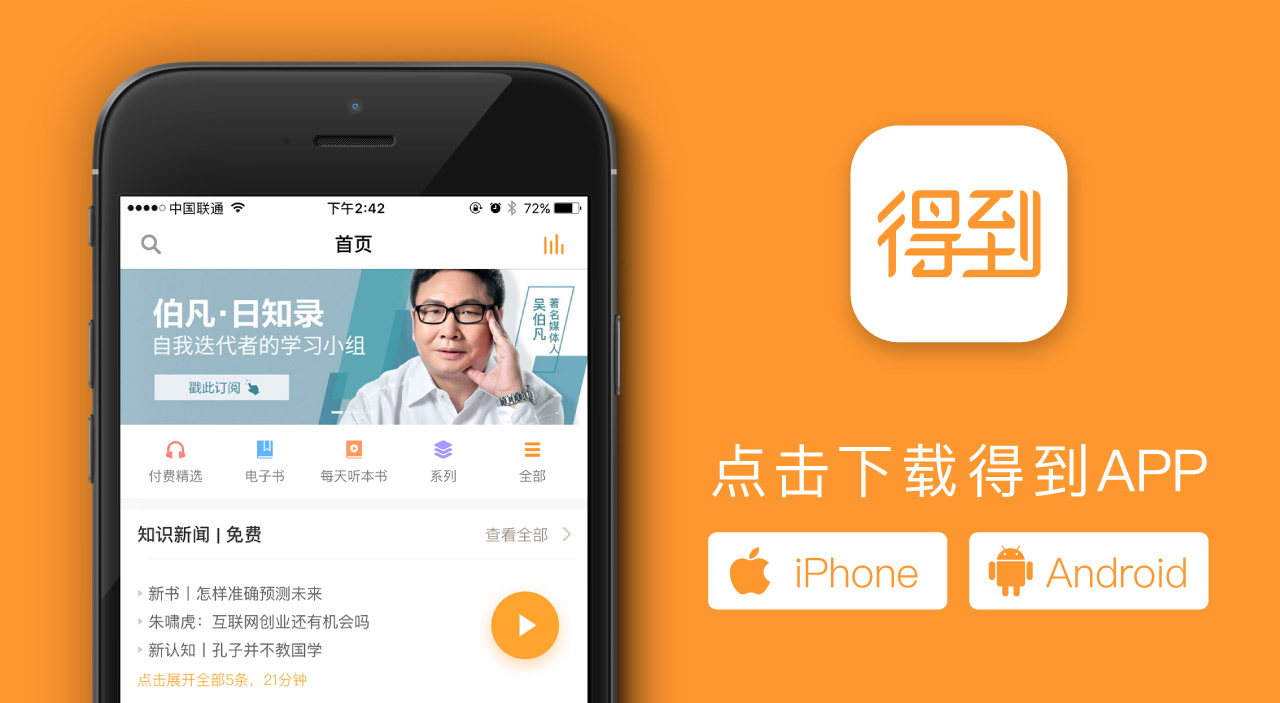 中国联通
下午2:42
72%
首页
伯凡·日知录
自我迭代者的学习小组
戳此订阅
著名媒体人
吴伯凡
付费精选
电子书
每天听本书
系列
全部
知识新闻 | 免费
查看全部
新书丨怎样准确预测未来
朱啸虎：互联网创业还有机会吗
新认知丨孔子并不教国学
点击展开全部5条，21分钟
得到
点击下载得到APP
iPhone
Android